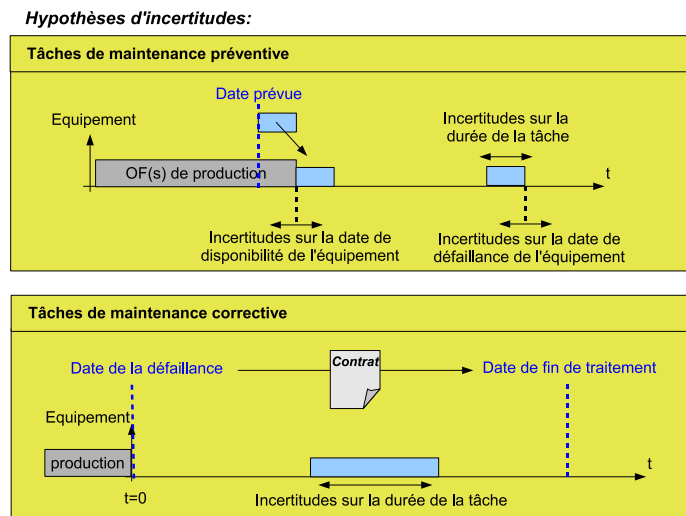 Hypothèses d'incertitudes:
Tâches de maintenance préventive
Date prévue
Equipement
Incertitudes sur la
durée de la tâche
OF(s) de production
t
Incertitudes sur la date de
disponibilité de l'équipement
Incertitudes sur la date de
défaillance de l'équipement
Tâches de maintenance corrective
Date de la défaillance
Contrat
Date de fin de traitement
Equipement
production
t
t=0
Incertitudes sur la durée de la tâche